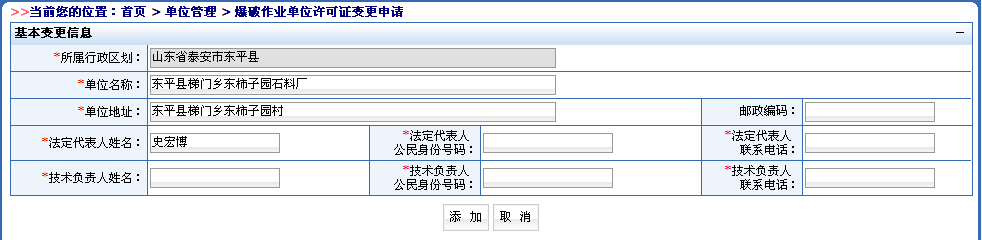 >>当前您的位置：首页 > 单位管理 > 爆破作业单位许可证变更申请
基本变更信息
*所属行政区划： 山东省泰安市东平县
*单位名称： 东平县梯门乡东柿子园石料厂
*单位地址： 东平县梯门乡东柿子园村 邮政编码：
*法定代表人姓名： 史宏博 *法定代表人 公民身份号码： *法定代表人 联系电话：
*技术负责人姓名： *技术负责人 公民身份号码： *技术负责人 联系电话：
添 加 取 消